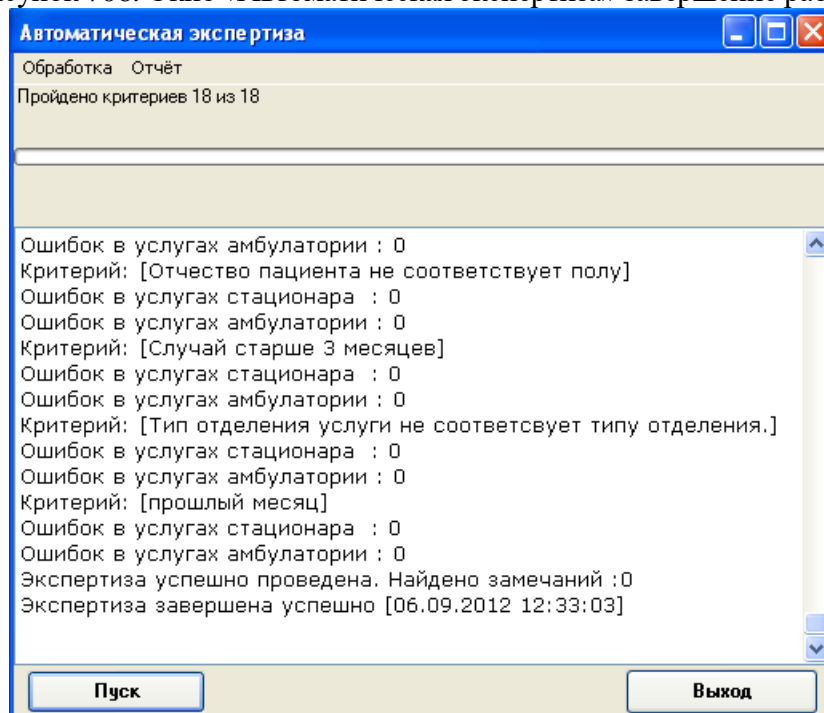 Автоматическая экспертиза
Обработка Отчёт
Пройдено критериев 18 из 18
Ошибок в услугах амбулатории : 0
Критерий: [Отчество пациента не соответствует полу]
Ошибок в услугах стационара : 0
Ошибок в услугах амбулатории : 0
Критерий: [Случай старше 3 месяцев]
Ошибок в услугах стационара : 0
Ошибок в услугах амбулатории : 0
Критерий: [Тип отделения услуги не соответсвует типу отделения.]
Ошибок в услугах стационара : 0
Ошибок в услугах амбулатории : 0
Критерий: [прошлый месяц]
Ошибок в услугах стационара : 0
Ошибок в услугах амбулатории : 0
Экспертиза успешно проведена. Найдено замечаний :0
Экспертиза завершена успешно [06.09.2012 12:33:03]
Пуск Выход